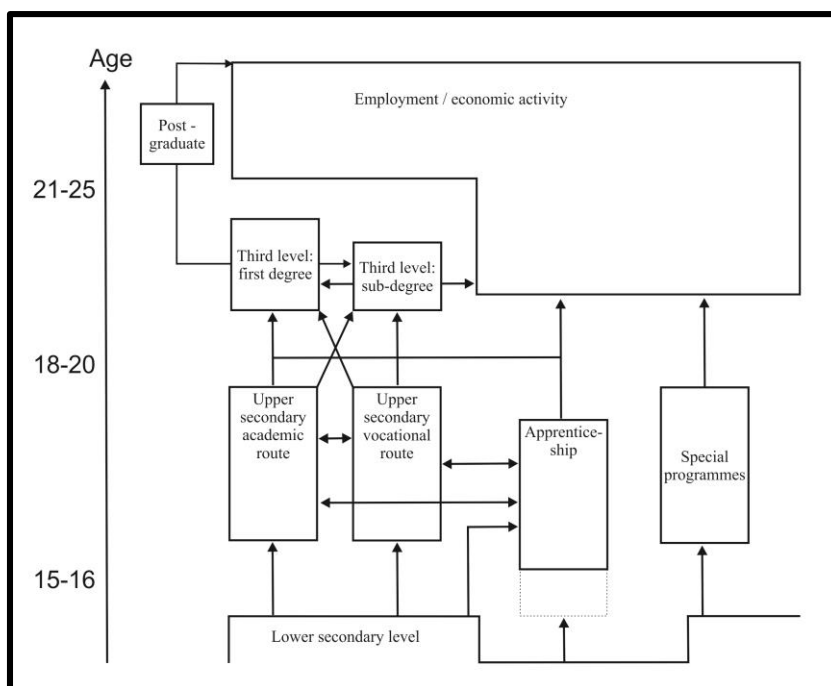 Age
Employment / economic activity
Post -
graduate
21-25
Third level:
first degree
Third level:
sub-degree
18-20
Upper
secondary
academic
route
Upper
secondary
vocational
route
Apprentice-
ship
Special
programmes
15-16
Lower secondary level